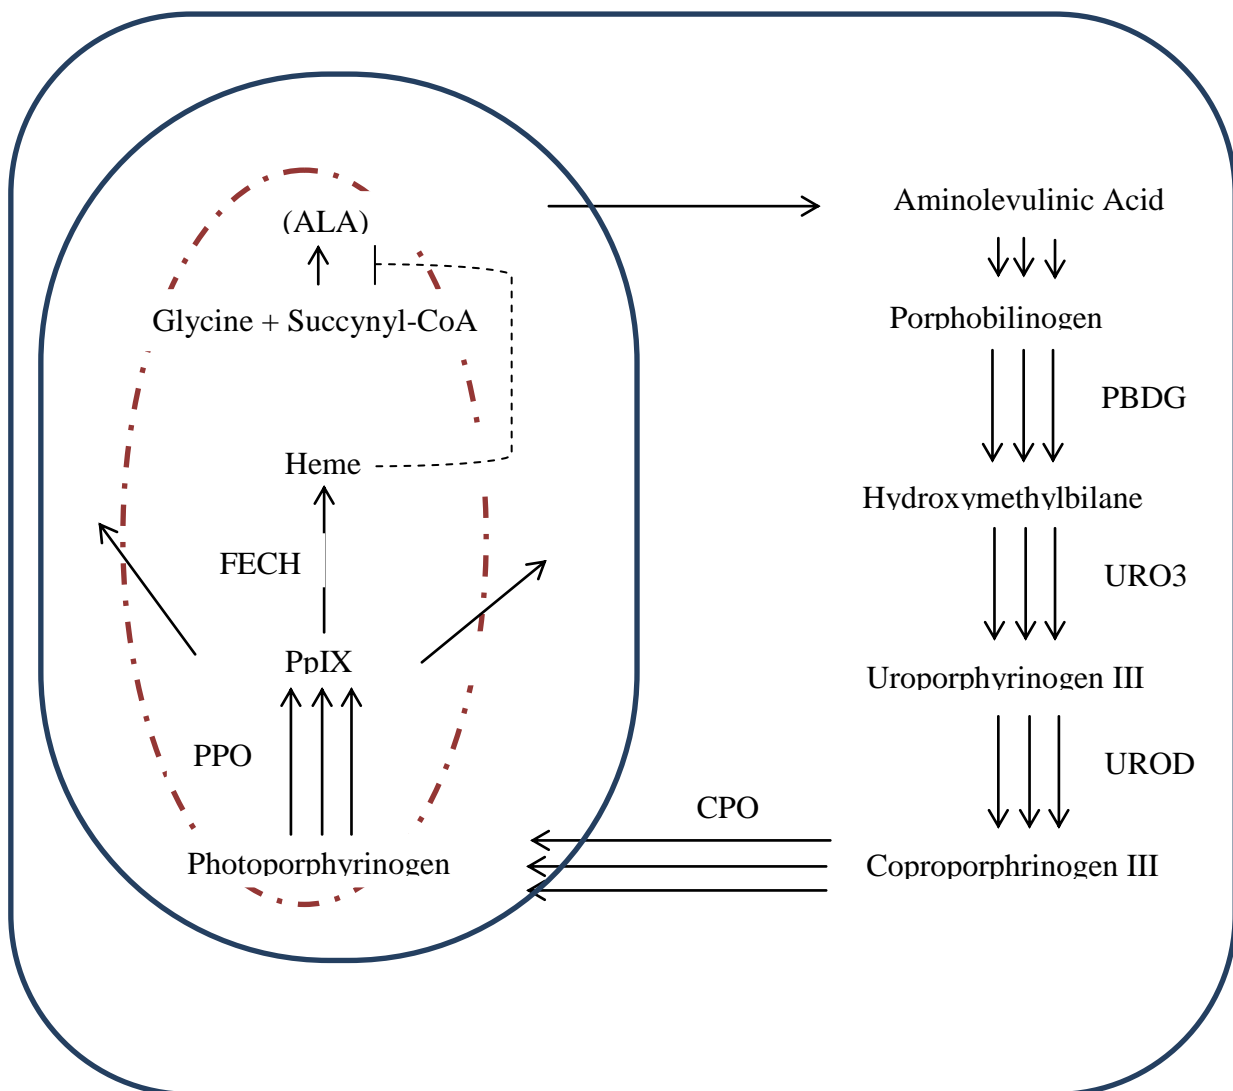 (ALA)
Glycine + Succynyl-CoA
Heme
FECH
PpIX
PPO
Photoporphyrinogen
CPO
Aminolevulinic Acid
Porphobilinogen
PBDG
Hydroxymethylbilane
URO3
Uroporphyrinogen III
UROD
Coproporphrinogen III